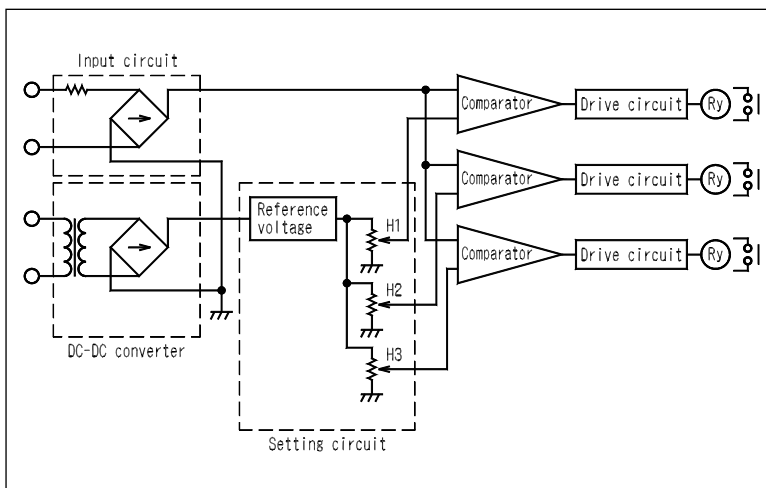 Input circuit
Comparator
Drive circuit
Ry
Comparator
Drive circuit
Ry
Reference
voltage
H1
Comparator
Drive circuit
Ry
H2
H3
DC-DC converter
Setting circuit